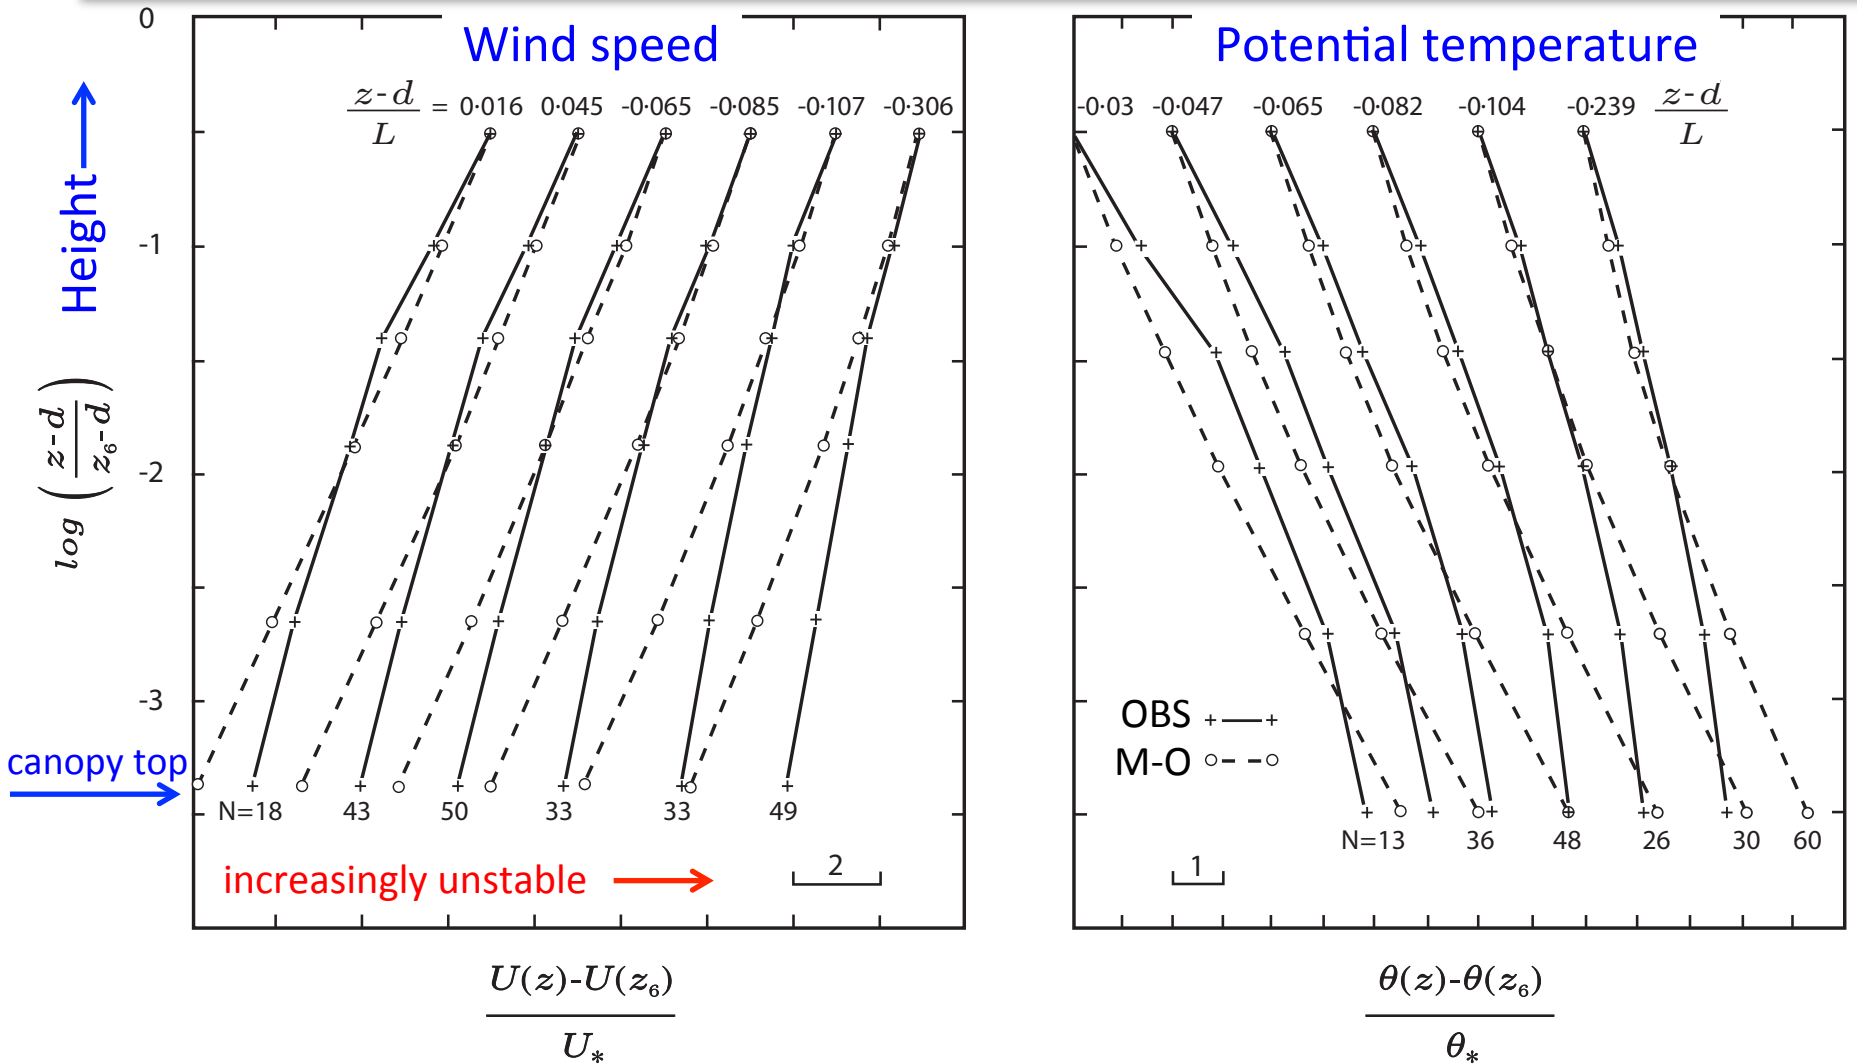 Wind speed
Potential temperature
0
-1
-2
-3
Height
log ( z-d / z₆-d )
z-d / L = 0·016 0·045 -0·065 -0·085 -0·107 -0·306
-0·03 -0·047 -0·065 -0·082 -0·104 -0·239 z-d / L
canopy top
N=18 43 50 33 33 49
increasingly unstable
2
OBS
M-O
N=13 36 48 26 30 60
1
U(z)-U(z₆)
U*
θ(z)-θ(z₆)
θ*